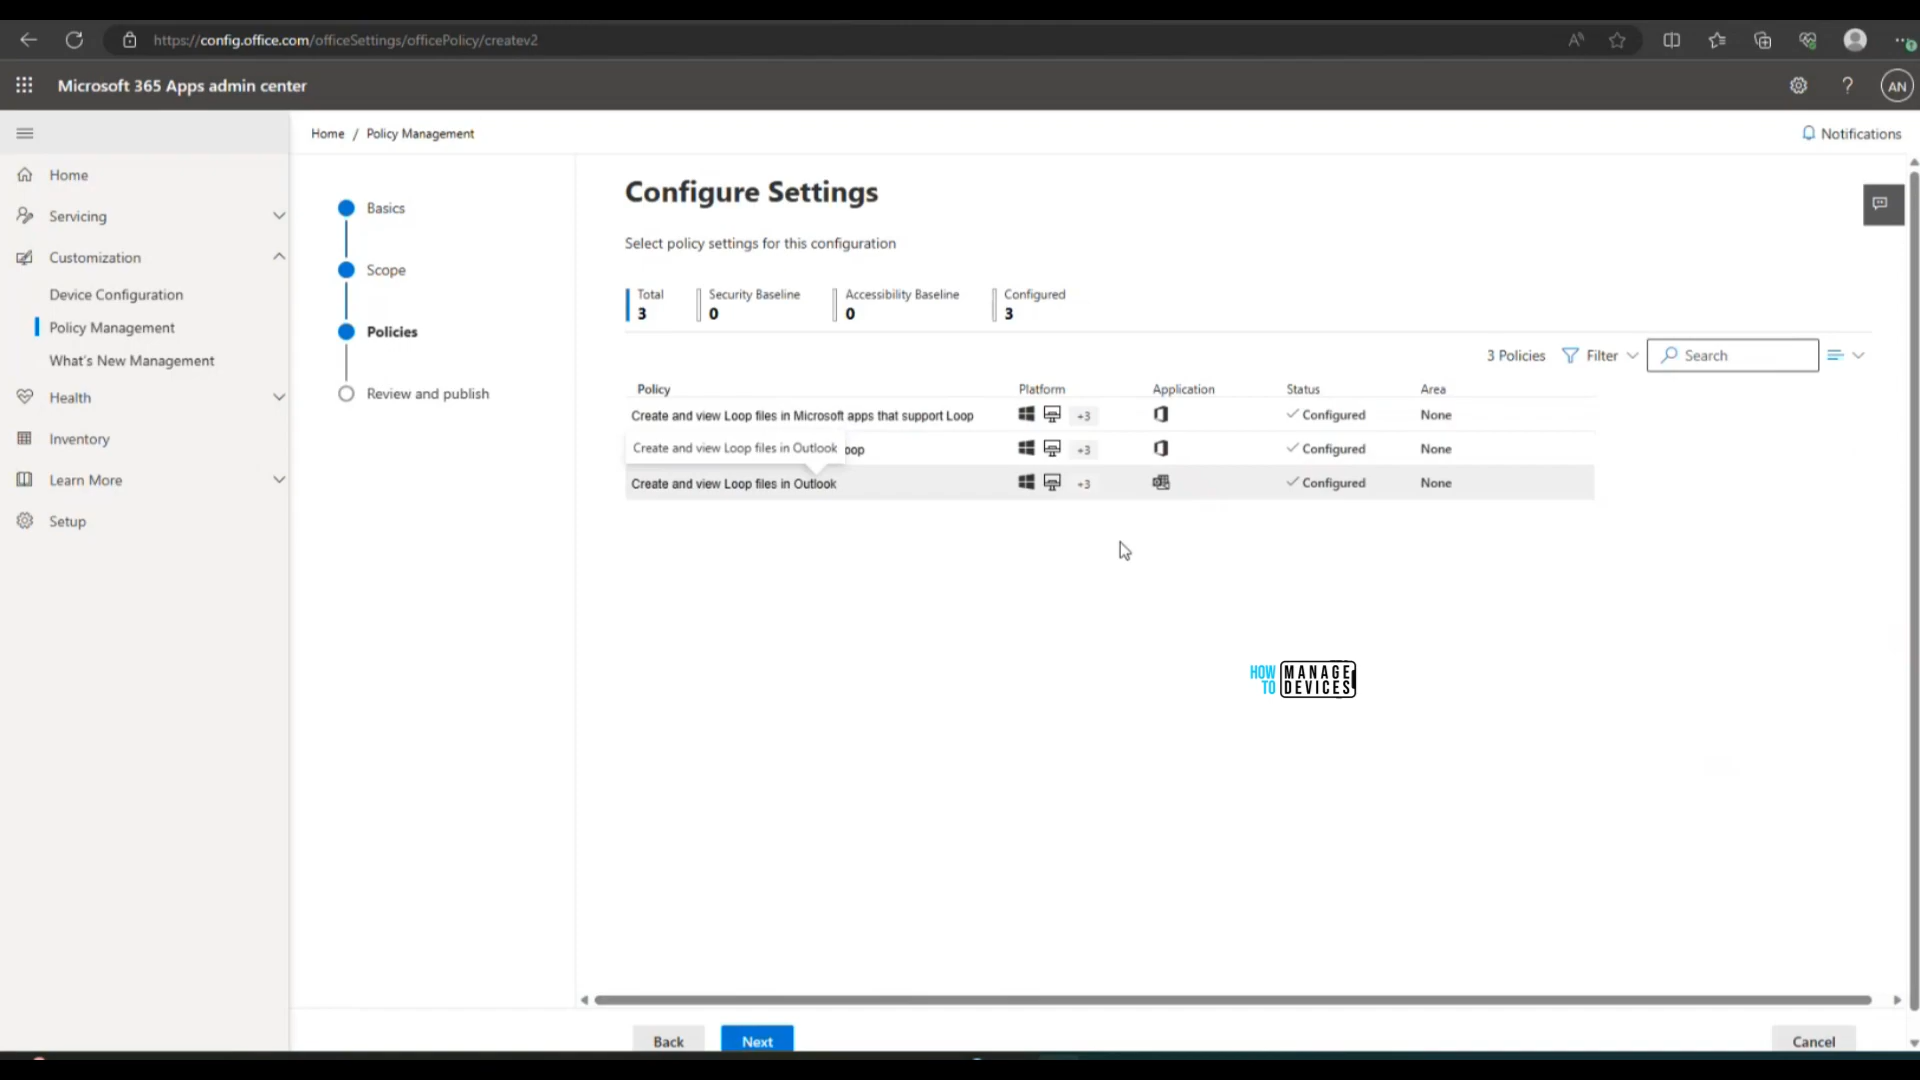 https://config.office.com/officeSettings/officePolicy/createv2
Microsoft 365 Apps admin center
? AN
Home / Policy Management
Notifications
Home
Servicing
Customization
Device Configuration
Policy Management
What's New Management
Health
Inventory
Learn More
Setup
Basics
Scope
Policies
Review and publish
Configure Settings
Select policy settings for this configuration
Total Security Baseline Accessibility Baseline Configured
3 0 0 3
3 Policies Filter Search
Policy Platform Application Status Area
Create and view Loop files in Microsoft apps that support Loop +3 Configured None
Create and view Loop files in Outlook oop +3 Configured None
Create and view Loop files in Outlook +3 Configured None
HOW TO MANAGE DEVICES
Back Next Cancel